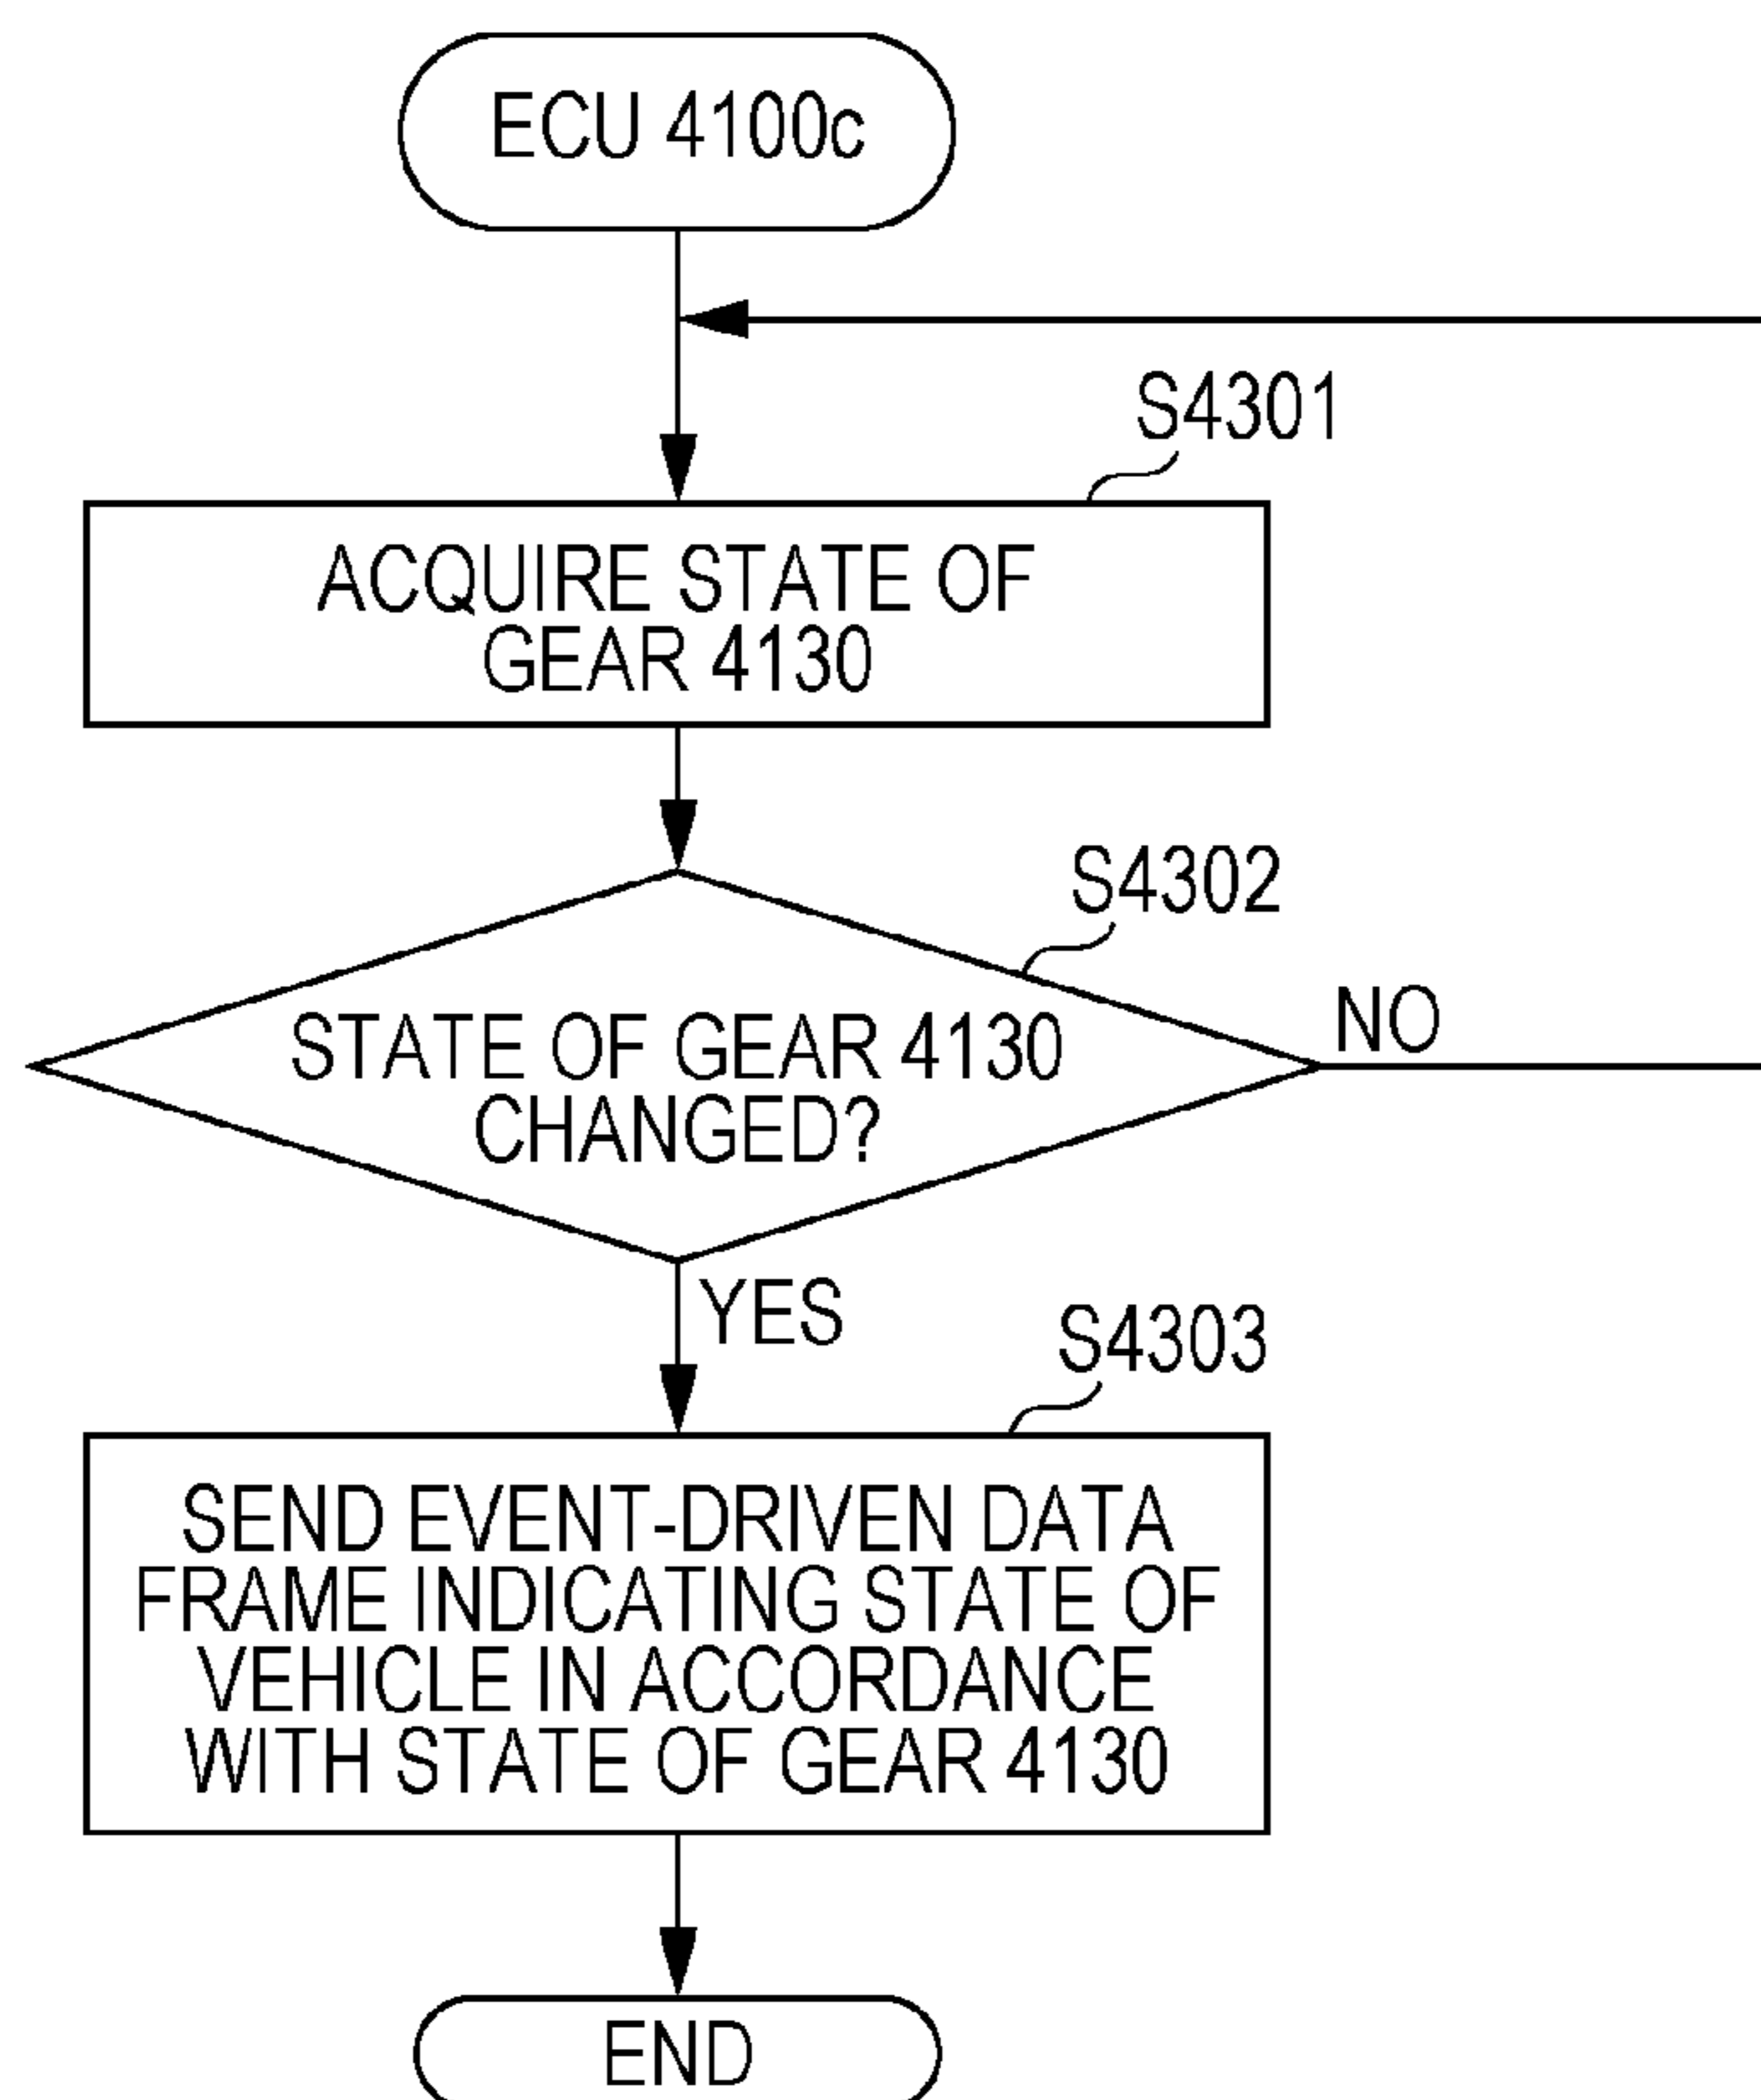 ECU 4100c
S4301
ACQUIRE STATE OF
GEAR 4130
S4302
STATE OF GEAR 4130
CHANGED?
NO
YES
S4303
SEND EVENT-DRIVEN DATA
FRAME INDICATING STATE OF
VEHICLE IN ACCORDANCE
WITH STATE OF GEAR 4130
END